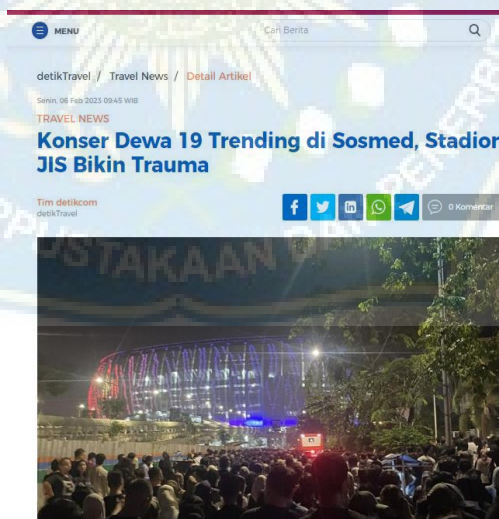 MENU
Cari Berita
detikTravel / Travel News / Detail Artikel
Senin, 06 Feb 2023 09:45 WIB
TRAVEL NEWS
Konser Dewa 19 Trending di Sosmed, Stadion
JIS Bikin Trauma
Tim detikcom
detikTravel
0 Komentar
USTAKAAN D